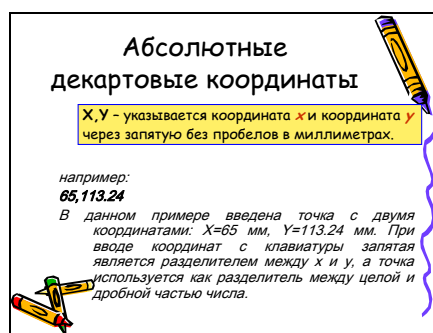 Абсолютные
декартовые координаты
X,Y – указывается координата x и координата y
через запятую без пробелов в миллиметрах.
например:
65,113.24
В данном примере введена точка с двумя
координатами: X=65 мм, Y=113.24 мм. При
вводе координат с клавиатуры запятая
является разделителем между x и y, а точка
используется как разделитель между целой и
дробной частью числа.